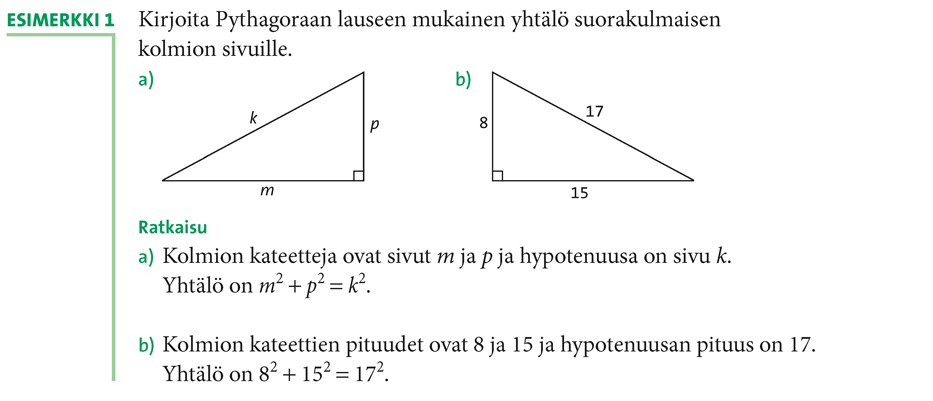 ESIMERKKI 1 Kirjoita Pythagoraan lauseen mukainen yhtälö suorakulmaisen
kolmion sivuille.
a)
k
p
m
b)
8
17
15
Ratkaisu
a) Kolmion kateetteja ovat sivut m ja p ja hypotenuusa on sivu k.
Yhtälö on m² + p² = k².
b) Kolmion kateettien pituudet ovat 8 ja 15 ja hypotenuusan pituus on 17.
Yhtälö on 8² + 15² = 17².